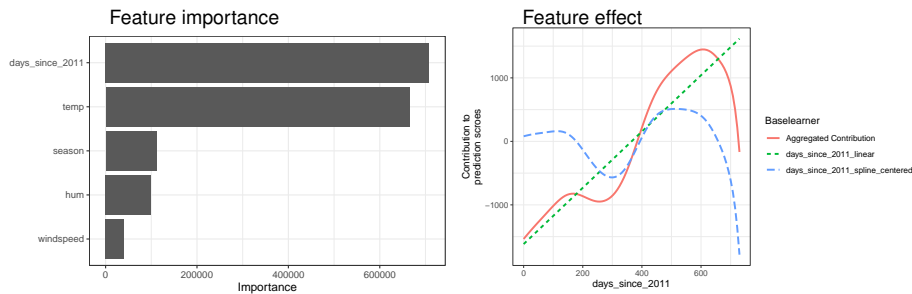 Feature importance
days_since_2011
temp
season
hum
windspeed
0
200000
400000
600000
Importance
Feature effect
Contribution to
prediction scroes
1000
0
−1000
0
200
400
600
days_since_2011
Baselearner
Aggregated Contribution
days_since_2011_linear
days_since_2011_spline_centered